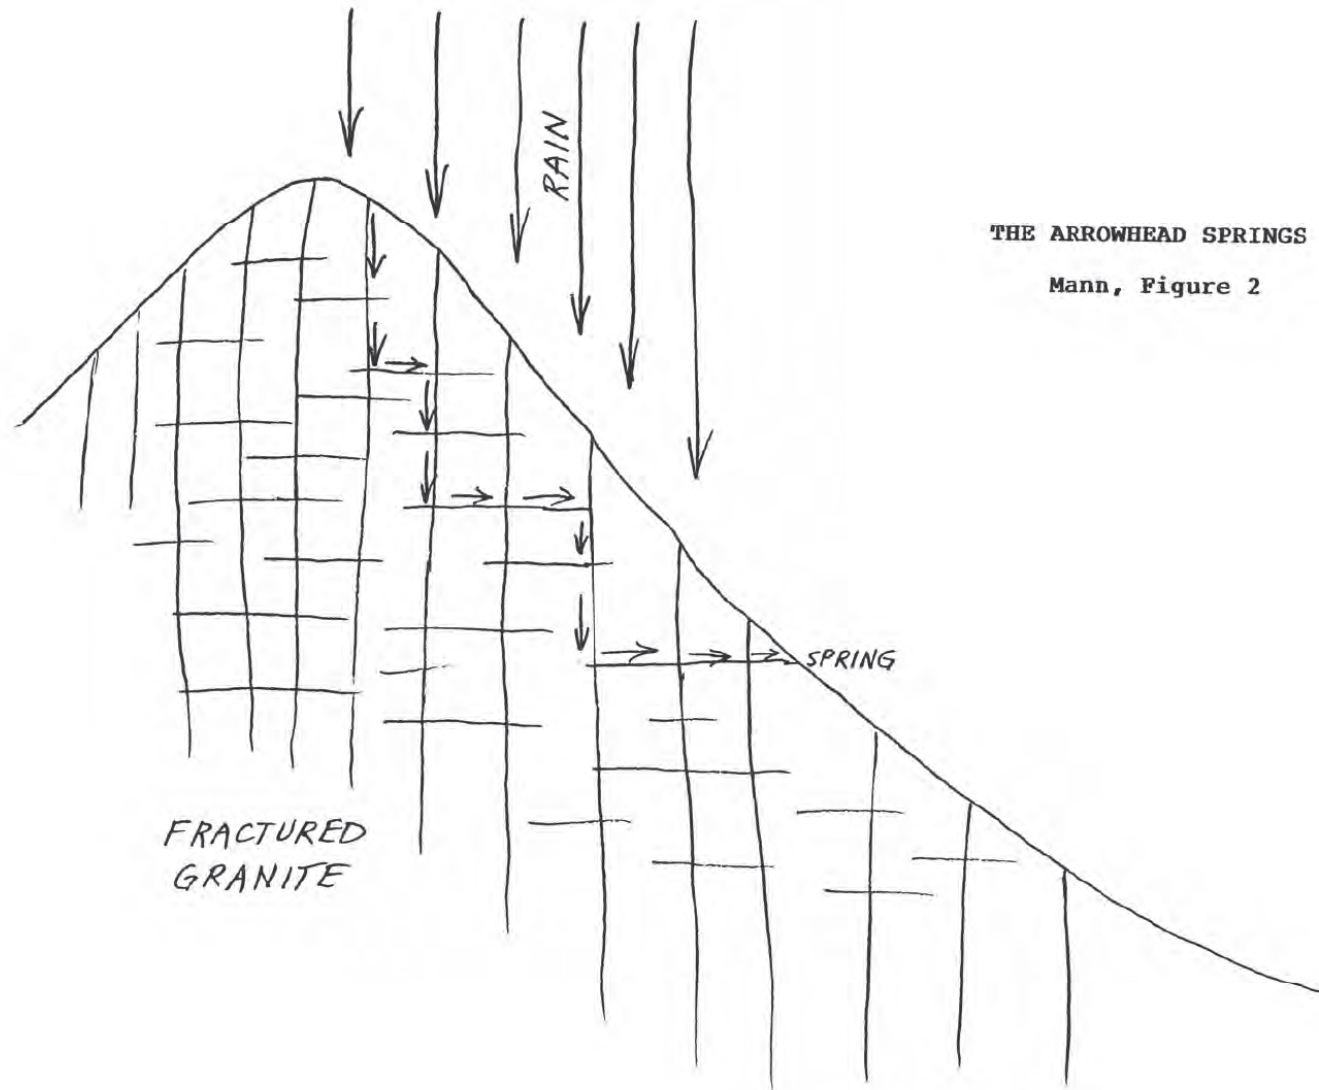 RAIN
THE ARROWHEAD SPRINGS
Mann, Figure 2
SPRING
FRACTURED
GRANITE